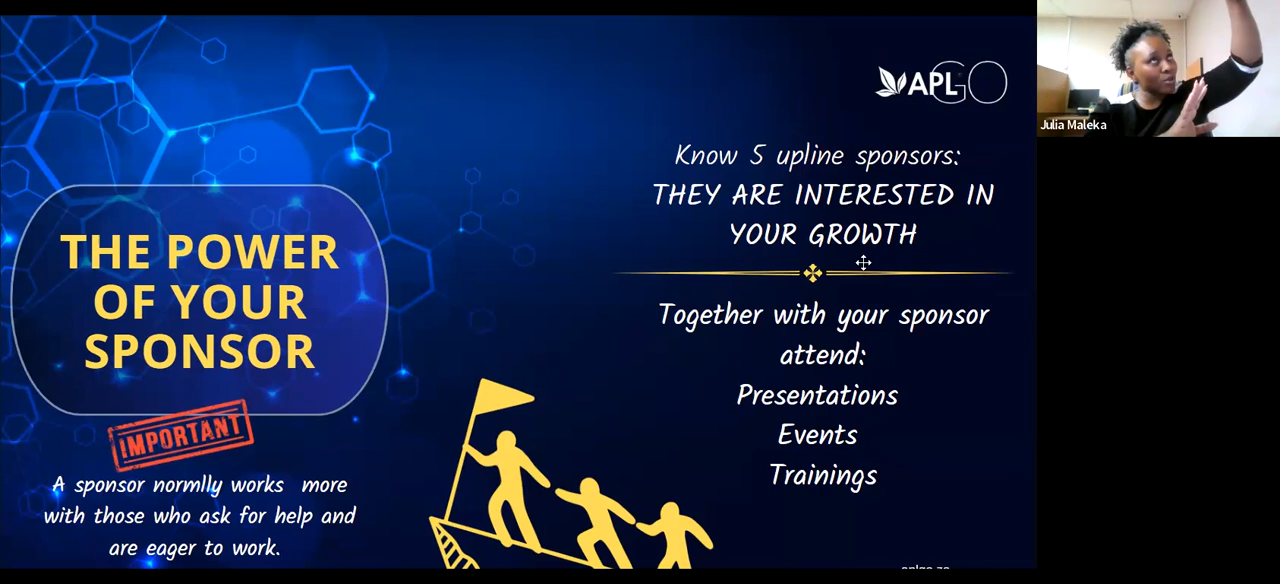 APL GO
Julia Maleka
Know 5 upline sponsors:
THEY ARE INTERESTED IN
YOUR GROWTH
THE POWER
OF YOUR
SPONSOR
Together with your sponsor
attend:
Presentations
Events
Trainings
IMPORTANT
A sponsor normlly works more
with those who ask for help and
are eager to work.